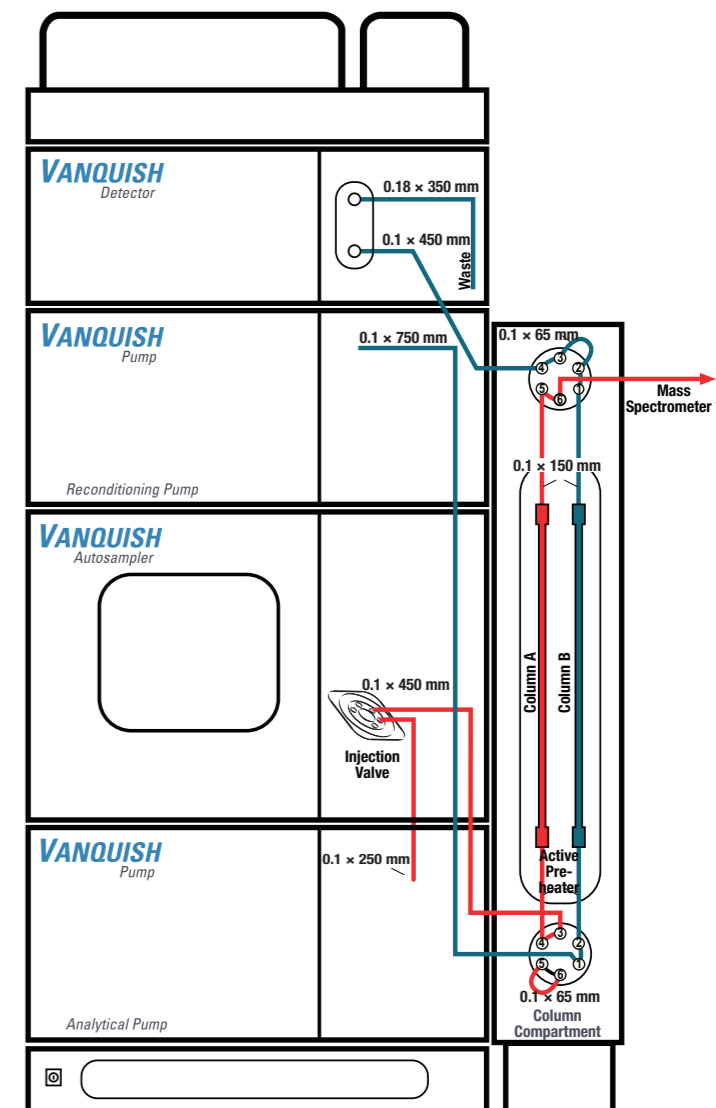 VANQUISH
Detector
0.18 × 350 mm
0.1 × 450 mm
Waste
VANQUISH
Pump
0.1 × 750 mm
Reconditioning Pump
0.1 × 65 mm
3
4
2
5
1
6
Mass
Spectrometer
0.1 × 150 mm
VANQUISH
Autosampler
Column A
Column B
0.1 × 450 mm
Injection
Valve
VANQUISH
Pump
0.1 × 250 mm
Active
Pre-
heater
3
4
2
5
1
6
0.1 × 65 mm
Column
Compartment
Analytical Pump